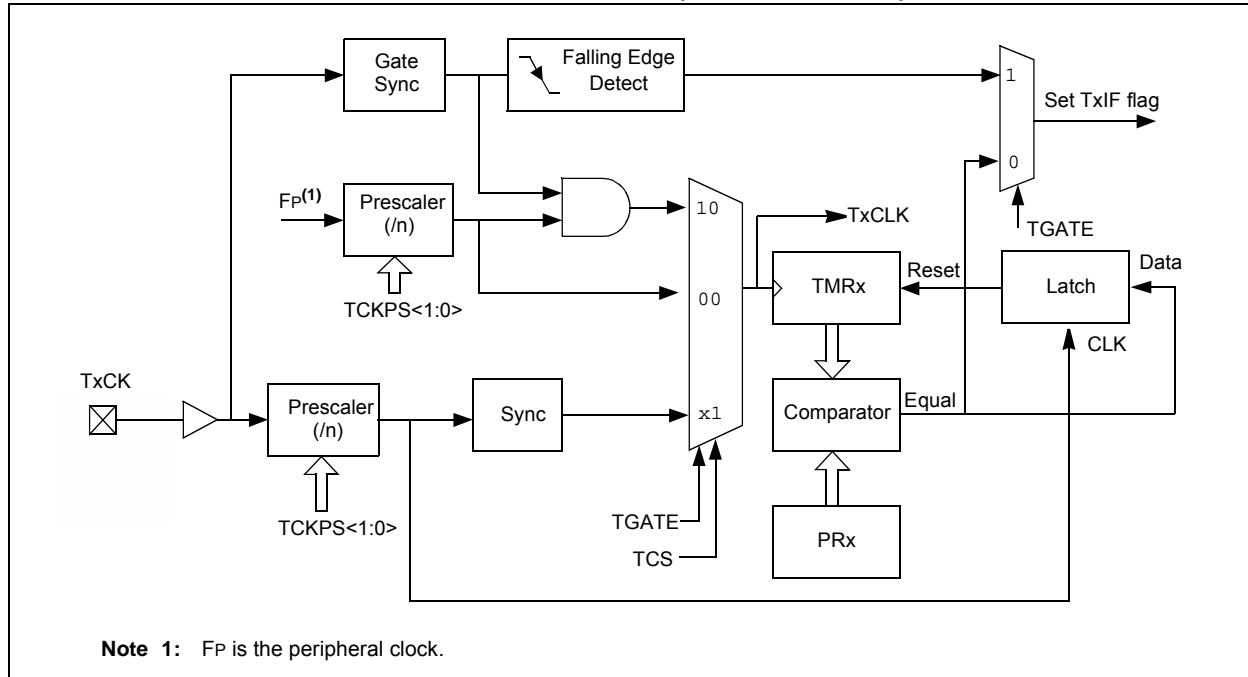 Gate
Sync
Falling Edge
Detect
1
Set TxIF flag
0
FP(1)
Prescaler
(/n)
10
TxCLK
TGATE
TCKPS<1:0>
00
TMRx
Reset
Latch
Data
CLK
TxCK
Prescaler
(/n)
Sync
x1
Comparator
Equal
TCKPS<1:0>
TGATE
TCS
PRx
Note 1: FP is the peripheral clock.